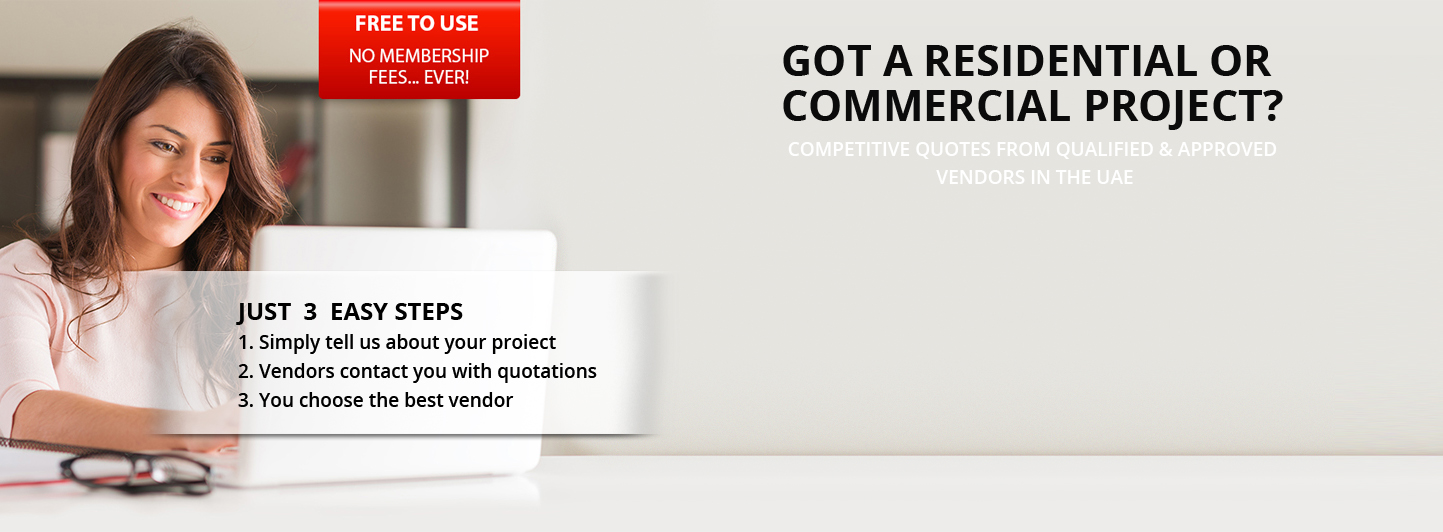 FREE TO USE
NO MEMBERSHIP
FEES... EVER!
GOT A RESIDENTIAL OR
COMMERCIAL PROJECT?
COMPETITIVE QUOTES FROM QUALIFIED & APPROVED
VENDORS IN THE UAE
JUST 3 EASY STEPS
1. Simply tell us about your proiect
2. Vendors contact you with quotations
3. You choose the best vendor